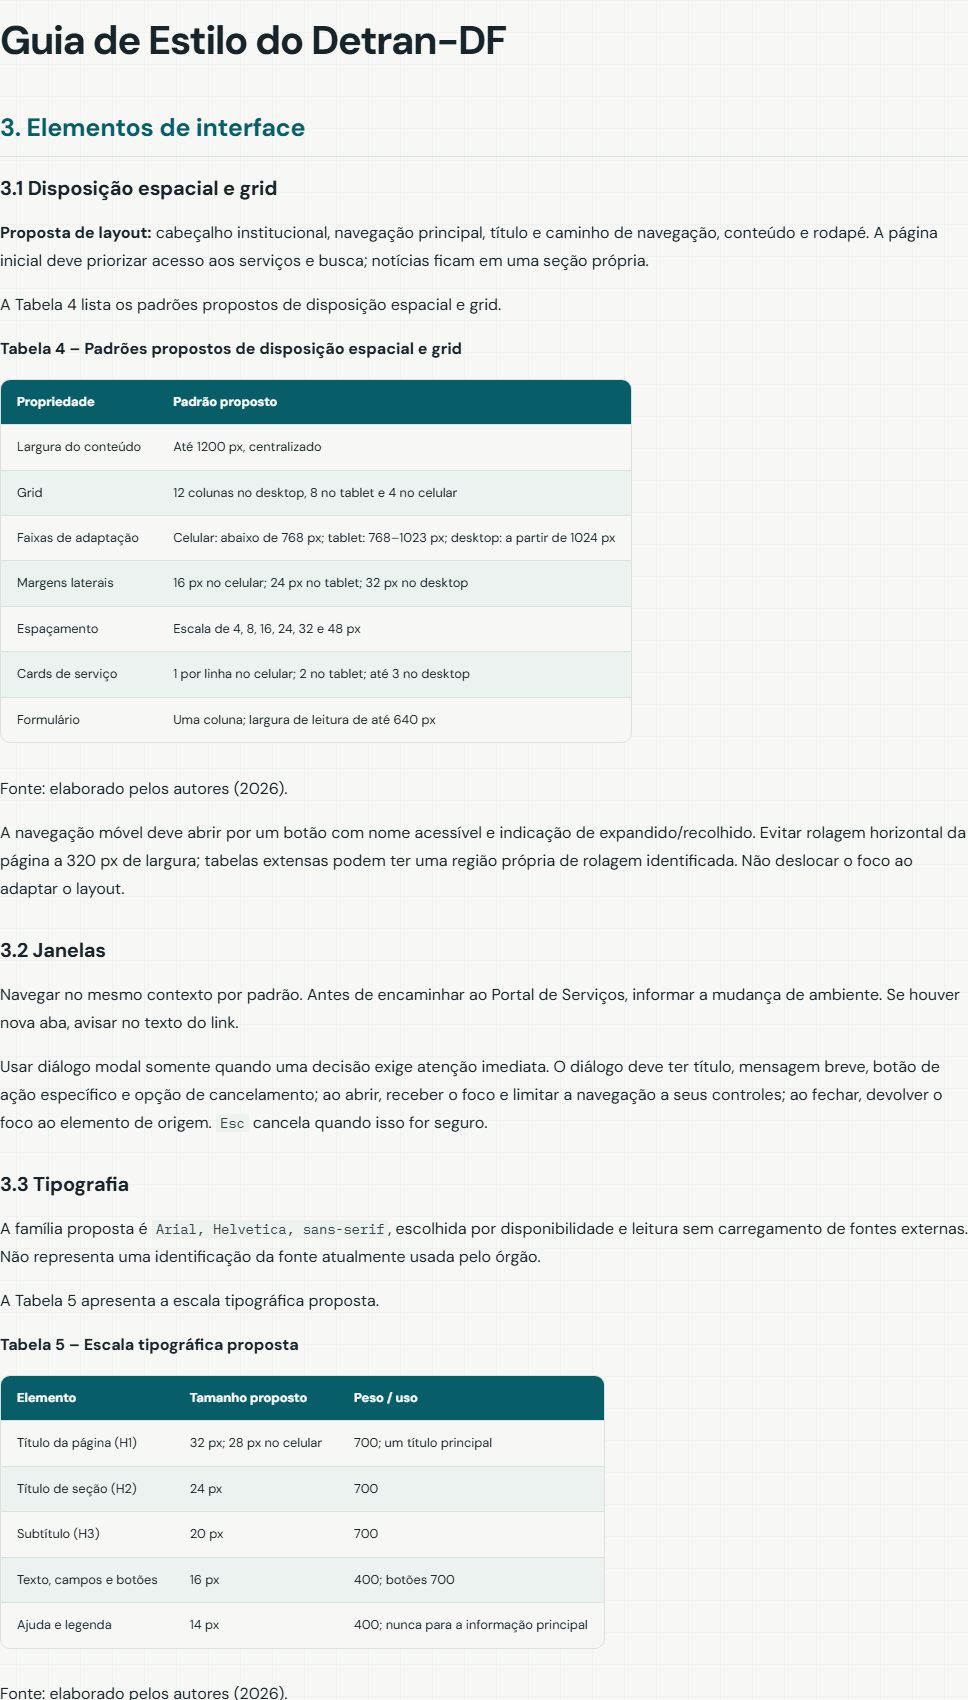 Guia de Estilo do Detran-DF
3. Elementos de interface
3.1 Disposição espacial e grid
Proposta de layout: cabeçalho institucional, navegação principal, título e caminho de navegação, conteúdo e rodapé. A página
inicial deve priorizar acesso aos serviços e busca; notícias ficam em uma seção própria.
A Tabela 4 lista os padrões propostos de disposição espacial e grid.
Tabela 4 – Padrões propostos de disposição espacial e grid
Propriedade Padrão proposto
Largura do conteúdo Até 1200 px, centralizado
Grid 12 colunas no desktop, 8 no tablet e 4 no celular
Faixas de adaptação Celular: abaixo de 768 px; tablet: 768–1023 px; desktop: a partir de 1024 px
Margens laterais 16 px no celular; 24 px no tablet; 32 px no desktop
Espaçamento Escala de 4, 8, 16, 24, 32 e 48 px
Cards de serviço 1 por linha no celular; 2 no tablet; até 3 no desktop
Formulário Uma coluna; largura de leitura de até 640 px
Fonte: elaborado pelos autores (2026).
A navegação móvel deve abrir por um botão com nome acessível e indicação de expandido/recolhido. Evitar rolagem horizontal da
página a 320 px de largura; tabelas extensas podem ter uma região própria de rolagem identificada. Não deslocar o foco ao
adaptar o layout.
3.2 Janelas
Navegar no mesmo contexto por padrão. Antes de encaminhar ao Portal de Serviços, informar a mudança de ambiente. Se houver
nova aba, avisar no texto do link.
Usar diálogo modal somente quando uma decisão exige atenção imediata. O diálogo deve ter título, mensagem breve, botão de
ação específico e opção de cancelamento; ao abrir, receber o foco e limitar a navegação a seus controles; ao fechar, devolver o
foco ao elemento de origem. Esc cancela quando isso for seguro.
3.3 Tipografia
A família proposta é Arial, Helvetica, sans-serif, escolhida por disponibilidade e leitura sem carregamento de fontes externas.
Não representa uma identificação da fonte atualmente usada pelo órgão.
A Tabela 5 apresenta a escala tipográfica proposta.
Tabela 5 – Escala tipográfica proposta
Elemento Tamanho proposto Peso / uso
Título da página (H1) 32 px; 28 px no celular 700; um título principal
Título de seção (H2) 24 px 700
Subtítulo (H3) 20 px 700
Texto, campos e botões 16 px 400; botões 700
Ajuda e legenda 14 px 400; nunca para a informação principal
Fonte: elaborado pelos autores (2026).